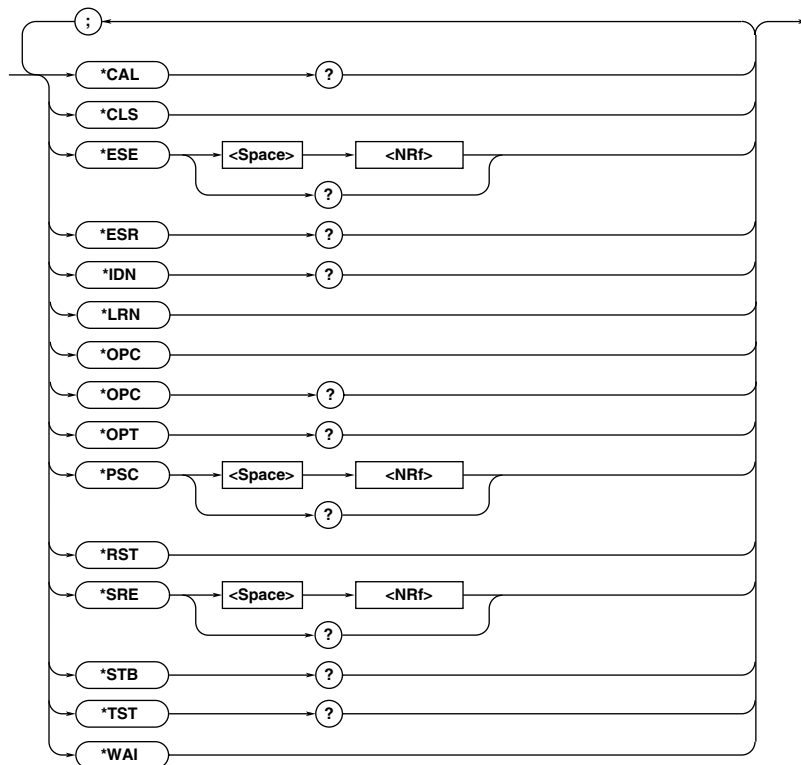 ;
*CAL ?
*CLS
*ESE <Space> <NRf>
?
*ESR ?
*IDN ?
*LRN
*OPC
*OPC ?
*OPT ?
*PSC <Space> <NRf>
?
*RST
*SRE <Space> <NRf>
?
*STB ?
*TST ?
*WAI